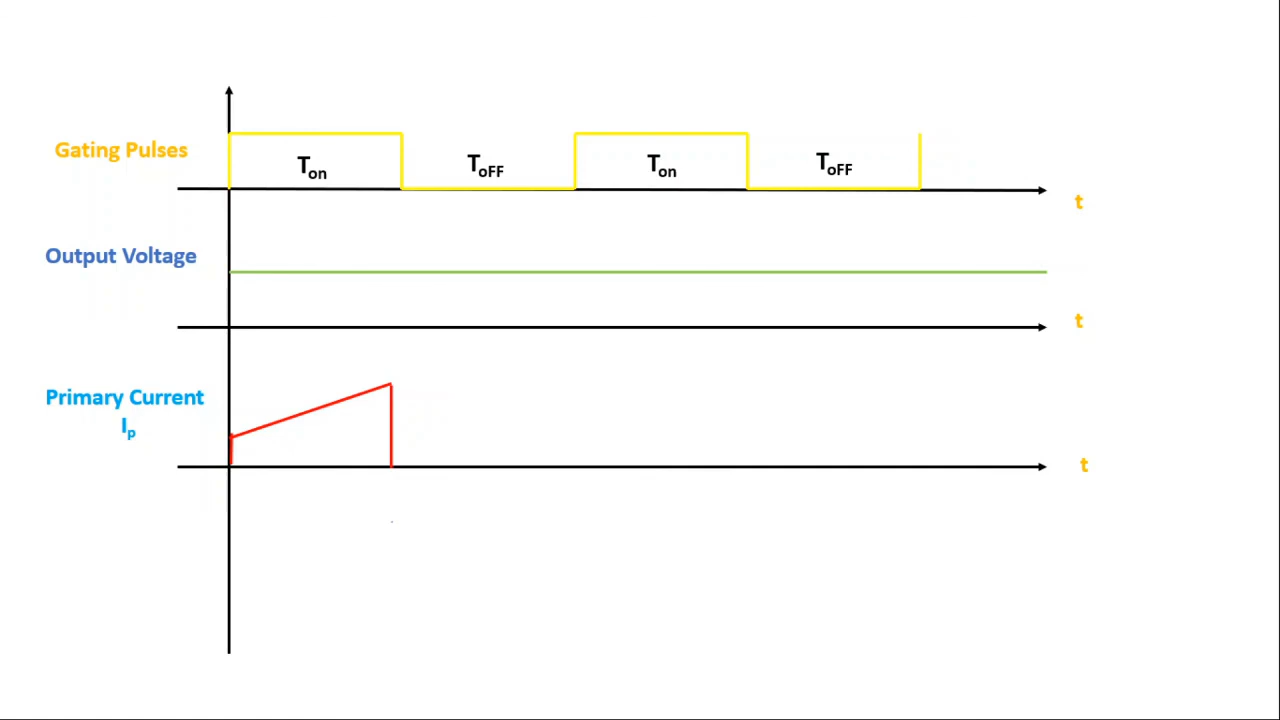 Gating Pulses
Ton
ToFF
Ton
ToFF
t
Output Voltage
t
Primary Current
Ip
t